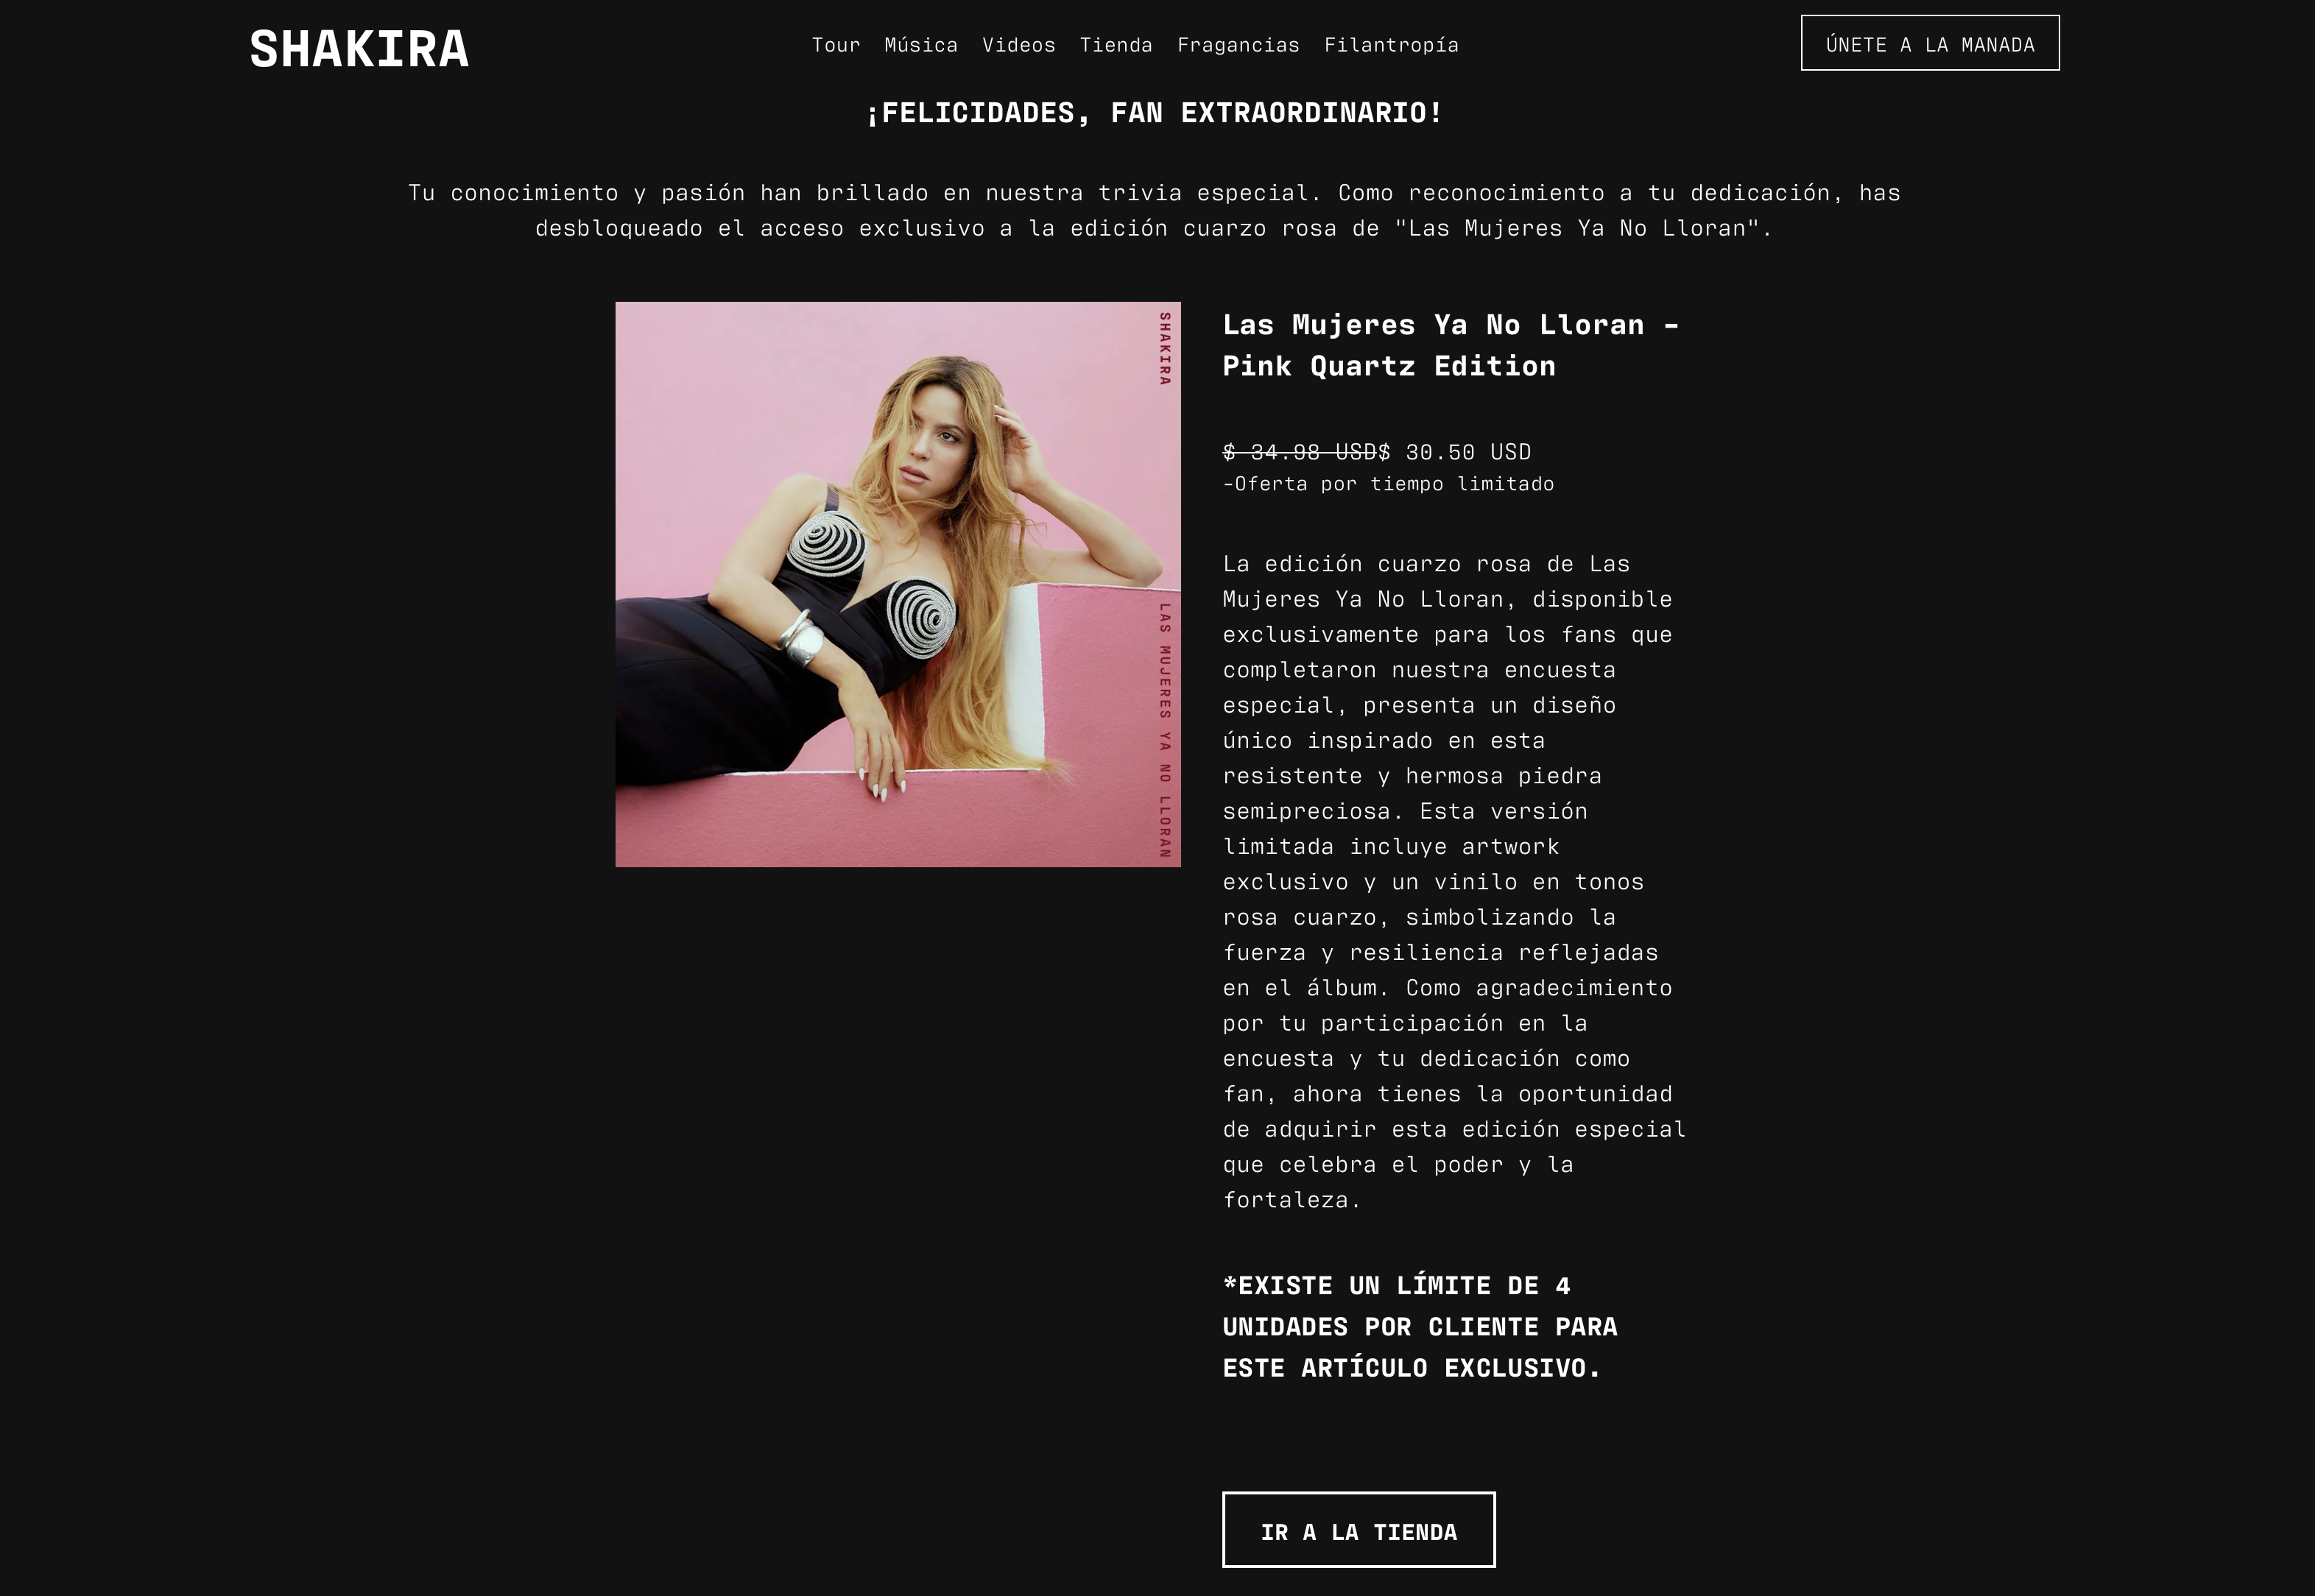 SHAKIRA
Tour Música Videos Tienda Fragancias Filantropía
ÚNETE A LA MANADA
¡FELICIDADES, FAN EXTRAORDINARIO!
Tu conocimiento y pasión han brillado en nuestra trivia especial. Como reconocimiento a tu dedicación, has
desbloqueado el acceso exclusivo a la edición cuarzo rosa de "Las Mujeres Ya No Lloran".
SHAKIRA
LAS MUJERES YA NO LLORAN
Las Mujeres Ya No Lloran –
Pink Quartz Edition
$ 34.98 USD$ 30.50 USD
-Oferta por tiempo limitado
La edición cuarzo rosa de Las
Mujeres Ya No Lloran, disponible
exclusivamente para los fans que
completaron nuestra encuesta
especial, presenta un diseño
único inspirado en esta
resistente y hermosa piedra
semipreciosa. Esta versión
limitada incluye artwork
exclusivo y un vinilo en tonos
rosa cuarzo, simbolizando la
fuerza y resiliencia reflejadas
en el álbum. Como agradecimiento
por tu participación en la
encuesta y tu dedicación como
fan, ahora tienes la oportunidad
de adquirir esta edición especial
que celebra el poder y la
fortaleza.
*EXISTE UN LÍMITE DE 4
UNIDADES POR CLIENTE PARA
ESTE ARTÍCULO EXCLUSIVO.
IR A LA TIENDA